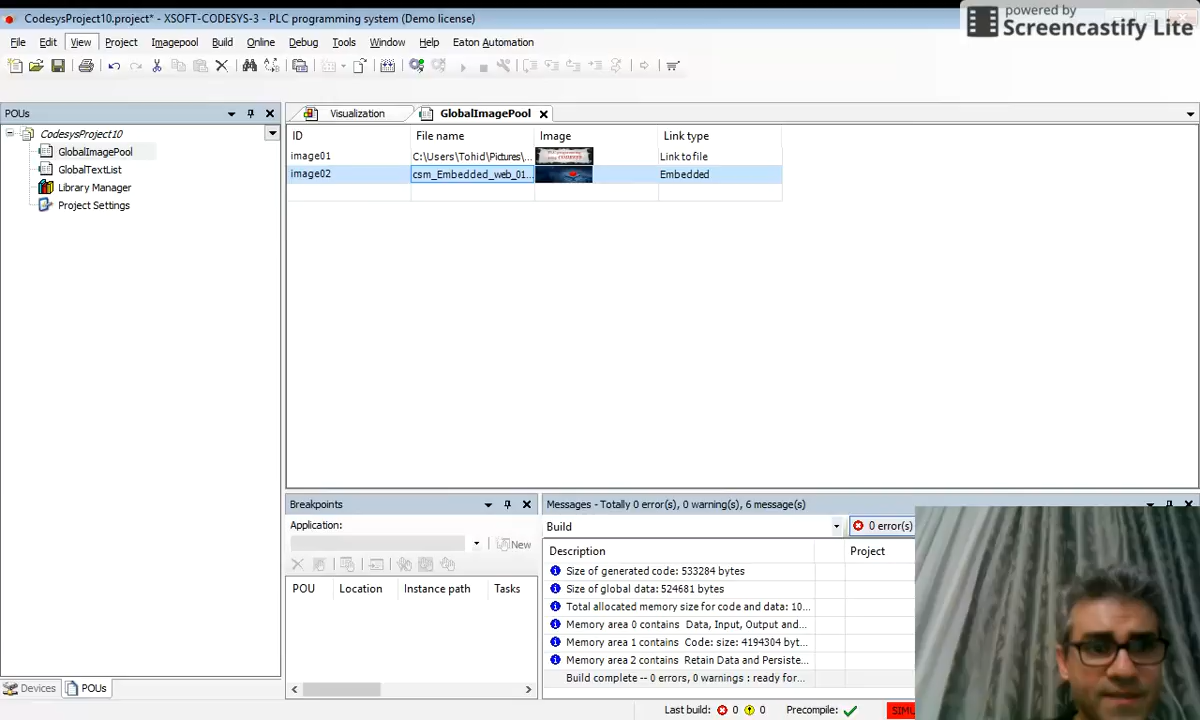 CodesysProject10.project* - XSOFT-CODESYS-3 - PLC programming system (Demo license)
powered by
Screencastify Lite
File Edit View Project Imagepool Build Online Debug Tools Window Help Eaton Automation
POUs
Visualization
GlobalImagePool
CodesysProject10
GlobalImagePool
GlobalTextList
Library Manager
Project Settings
ID File name Image Link type
image01 C:\Users\Tohid\Pictures\... Link to file
image02 csm_Embedded_web_01... Embedded
Breakpoints
Application:
New
POU Location Instance path Tasks
Messages - Totally 0 error(s), 0 warning(s), 6 message(s)
Build
0 error(s)
Description Project
Size of generated code: 533284 bytes
Size of global data: 524681 bytes
Total allocated memory size for code and data: 10...
Memory area 0 contains Data, Input, Output and...
Memory area 1 contains Code: size: 4194304 byt...
Memory area 2 contains Retain Data and Persiste...
Build complete -- 0 errors, 0 warnings : ready for...
Devices
POUs
Last build: 0 0 Precompile: